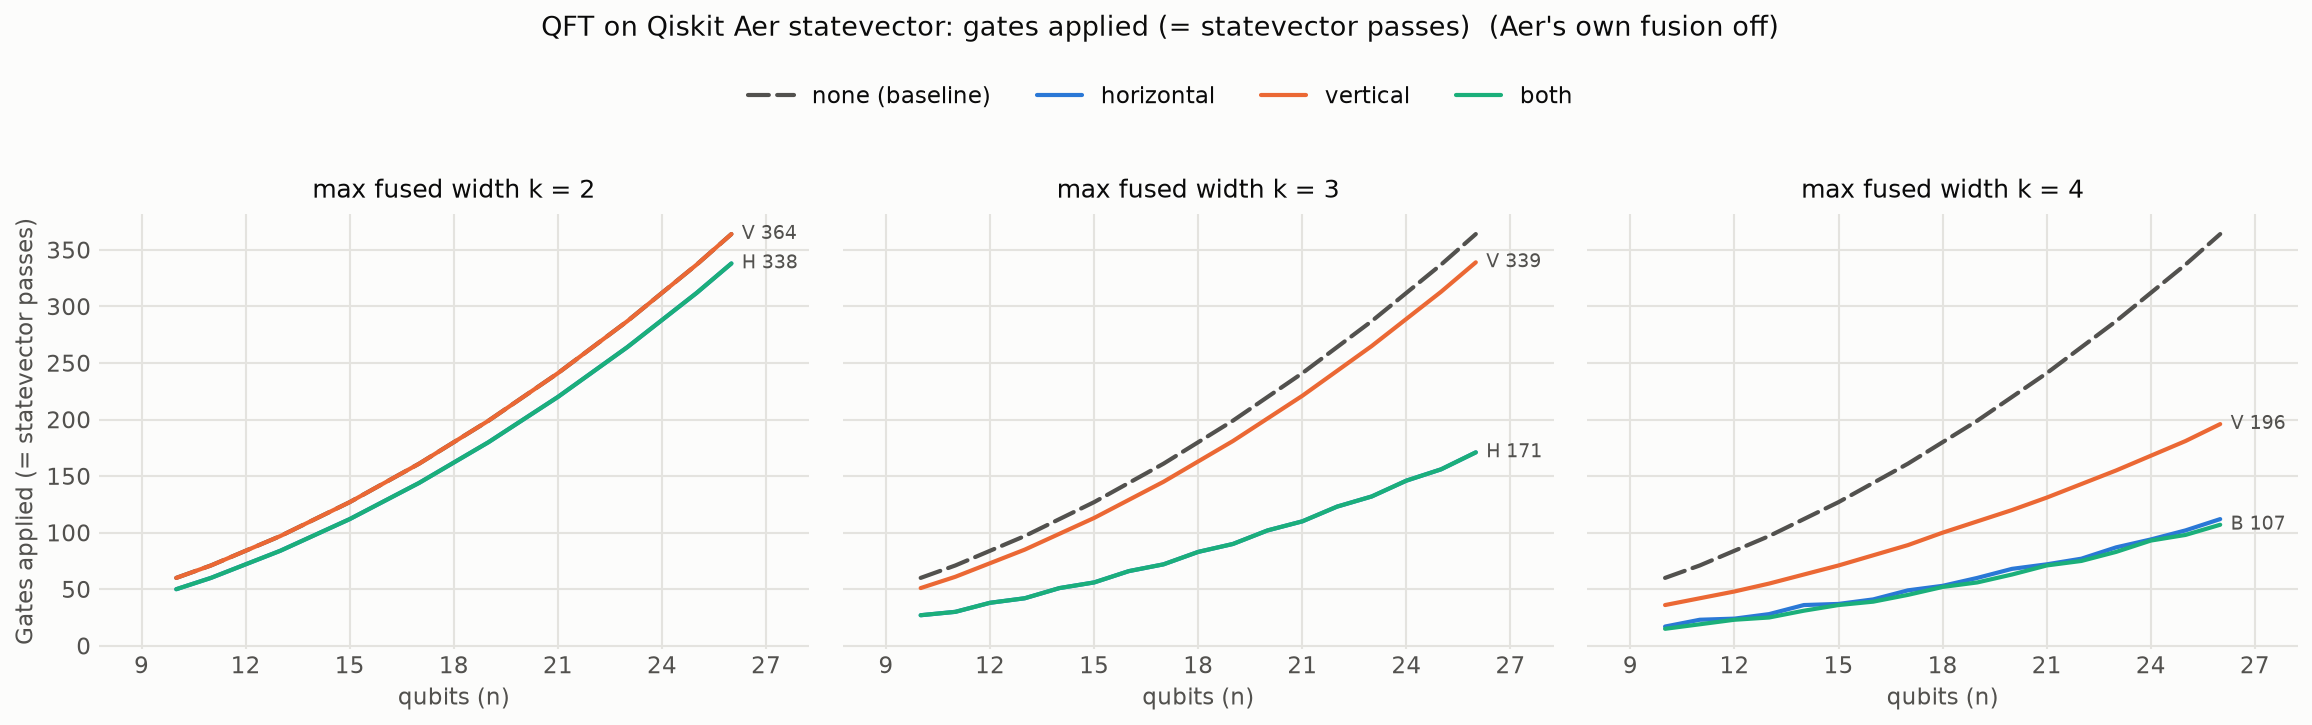 QFT on Qiskit Aer statevector: gates applied (= statevector passes)  (Aer's own fusion off)
none (baseline)
horizontal
vertical
both
max fused width k = 2
max fused width k = 3
max fused width k = 4
Gates applied (= statevector passes)
350
300
250
200
150
100
50
0
V 364
H 338
9 12 15 18 21 24 27
qubits (n)
V 339
H 171
9 12 15 18 21 24 27
qubits (n)
V 196
B 107
9 12 15 18 21 24 27
qubits (n)